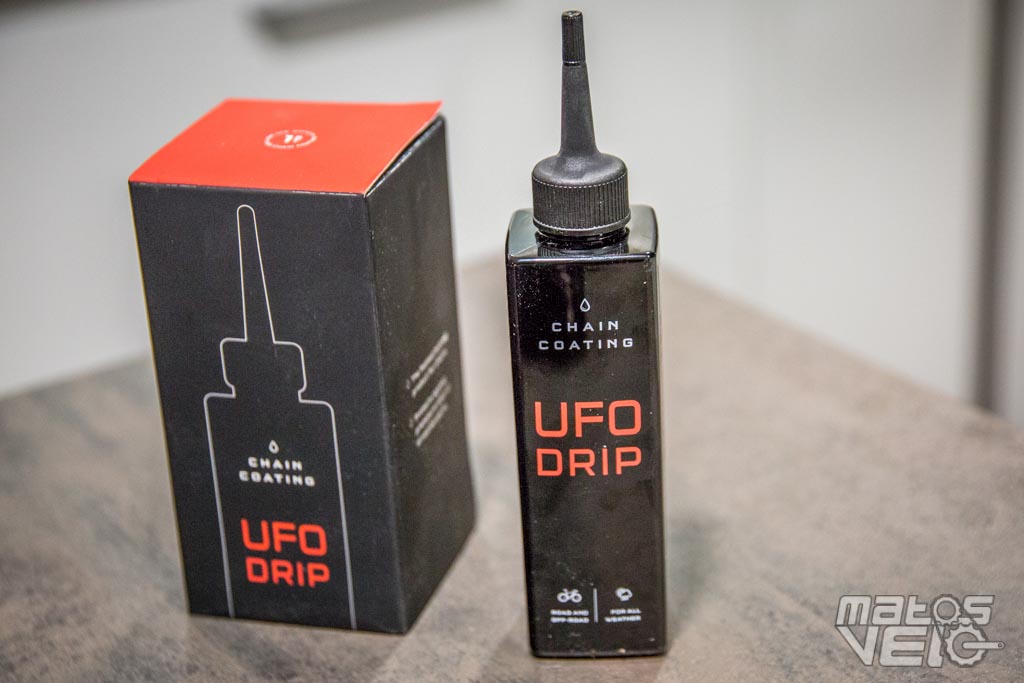 CHAIN
COATING
UFO
DRIP
CHAIN
COATING
UFO
DRIP
ROAD AND
OFF-ROAD
FOR ALL
WEATHER
MATOS
VELO